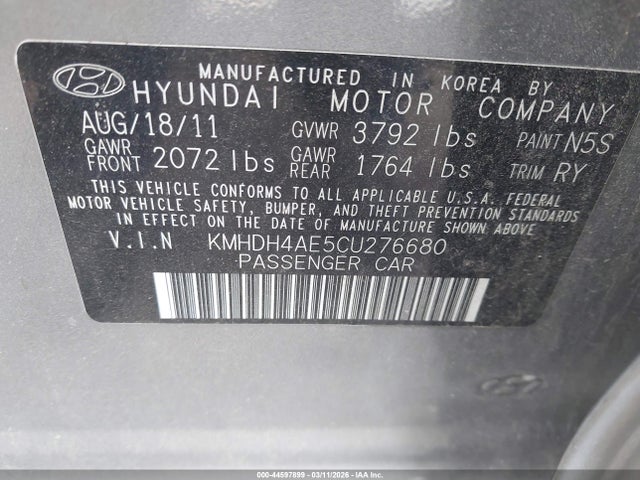 MANUFACTURED IN KOREA BY
HYUNDAI MOTOR COMPANY
AUG/18/11 GVWR 3792 lbs PAINT N5S
GAWR FRONT 2072 lbs GAWR REAR 1764 lbs TRIM RY
THIS VEHICLE CONFORMS TO ALL APPLICABLE U.S.A. FEDERAL
MOTOR VEHICLE SAFETY, BUMPER, AND THEFT PREVENTION STANDARDS
IN EFFECT ON THE DATE OF MANUFACTURE SHOWN ABOVE.
V.I.N KMHDH4AE5CU276680
PASSENGER CAR
000-44597899 - 03/11/2026 - IAA Inc.